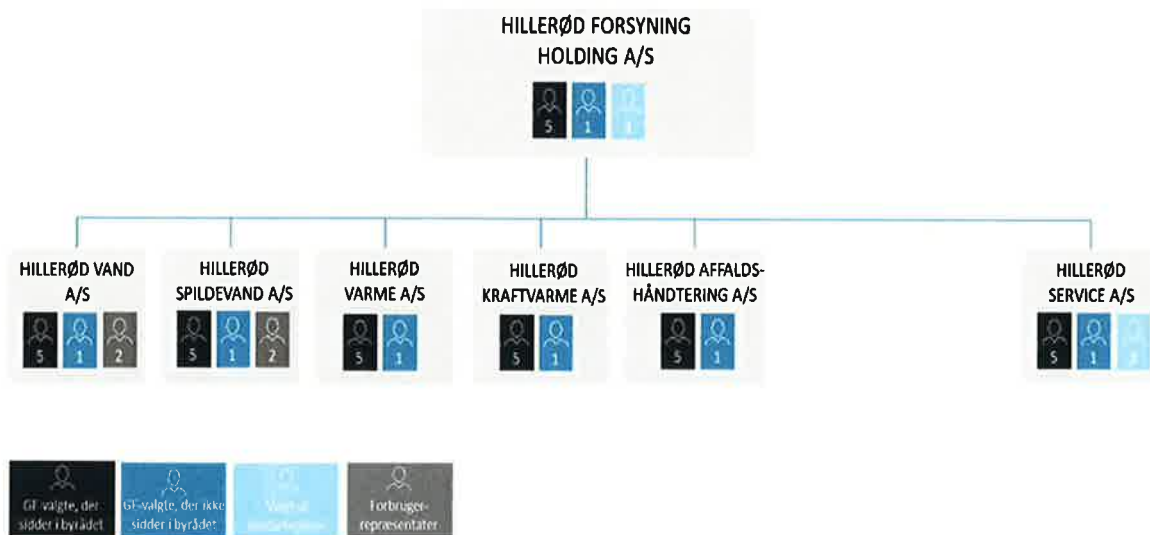 HILLERØD FORSYNING
HOLDING A/S
5 1 1
HILLERØD VAND
A/S
5 1 2
HILLERØD
SPILDEVAND A/S
5 1 2
HILLERØD
VARME A/S
5 1
HILLERØD
KRAFTVARME A/S
5 1
HILLERØD AFFALDS-
HÅNDTERING A/S
5 1
HILLERØD
SERVICE A/S
5 1
GF-valgte, der
sidder i byrådet
GF-valgte, der ikke
sidder i byrådet
Valgt af
Forbruger-
repræsentater